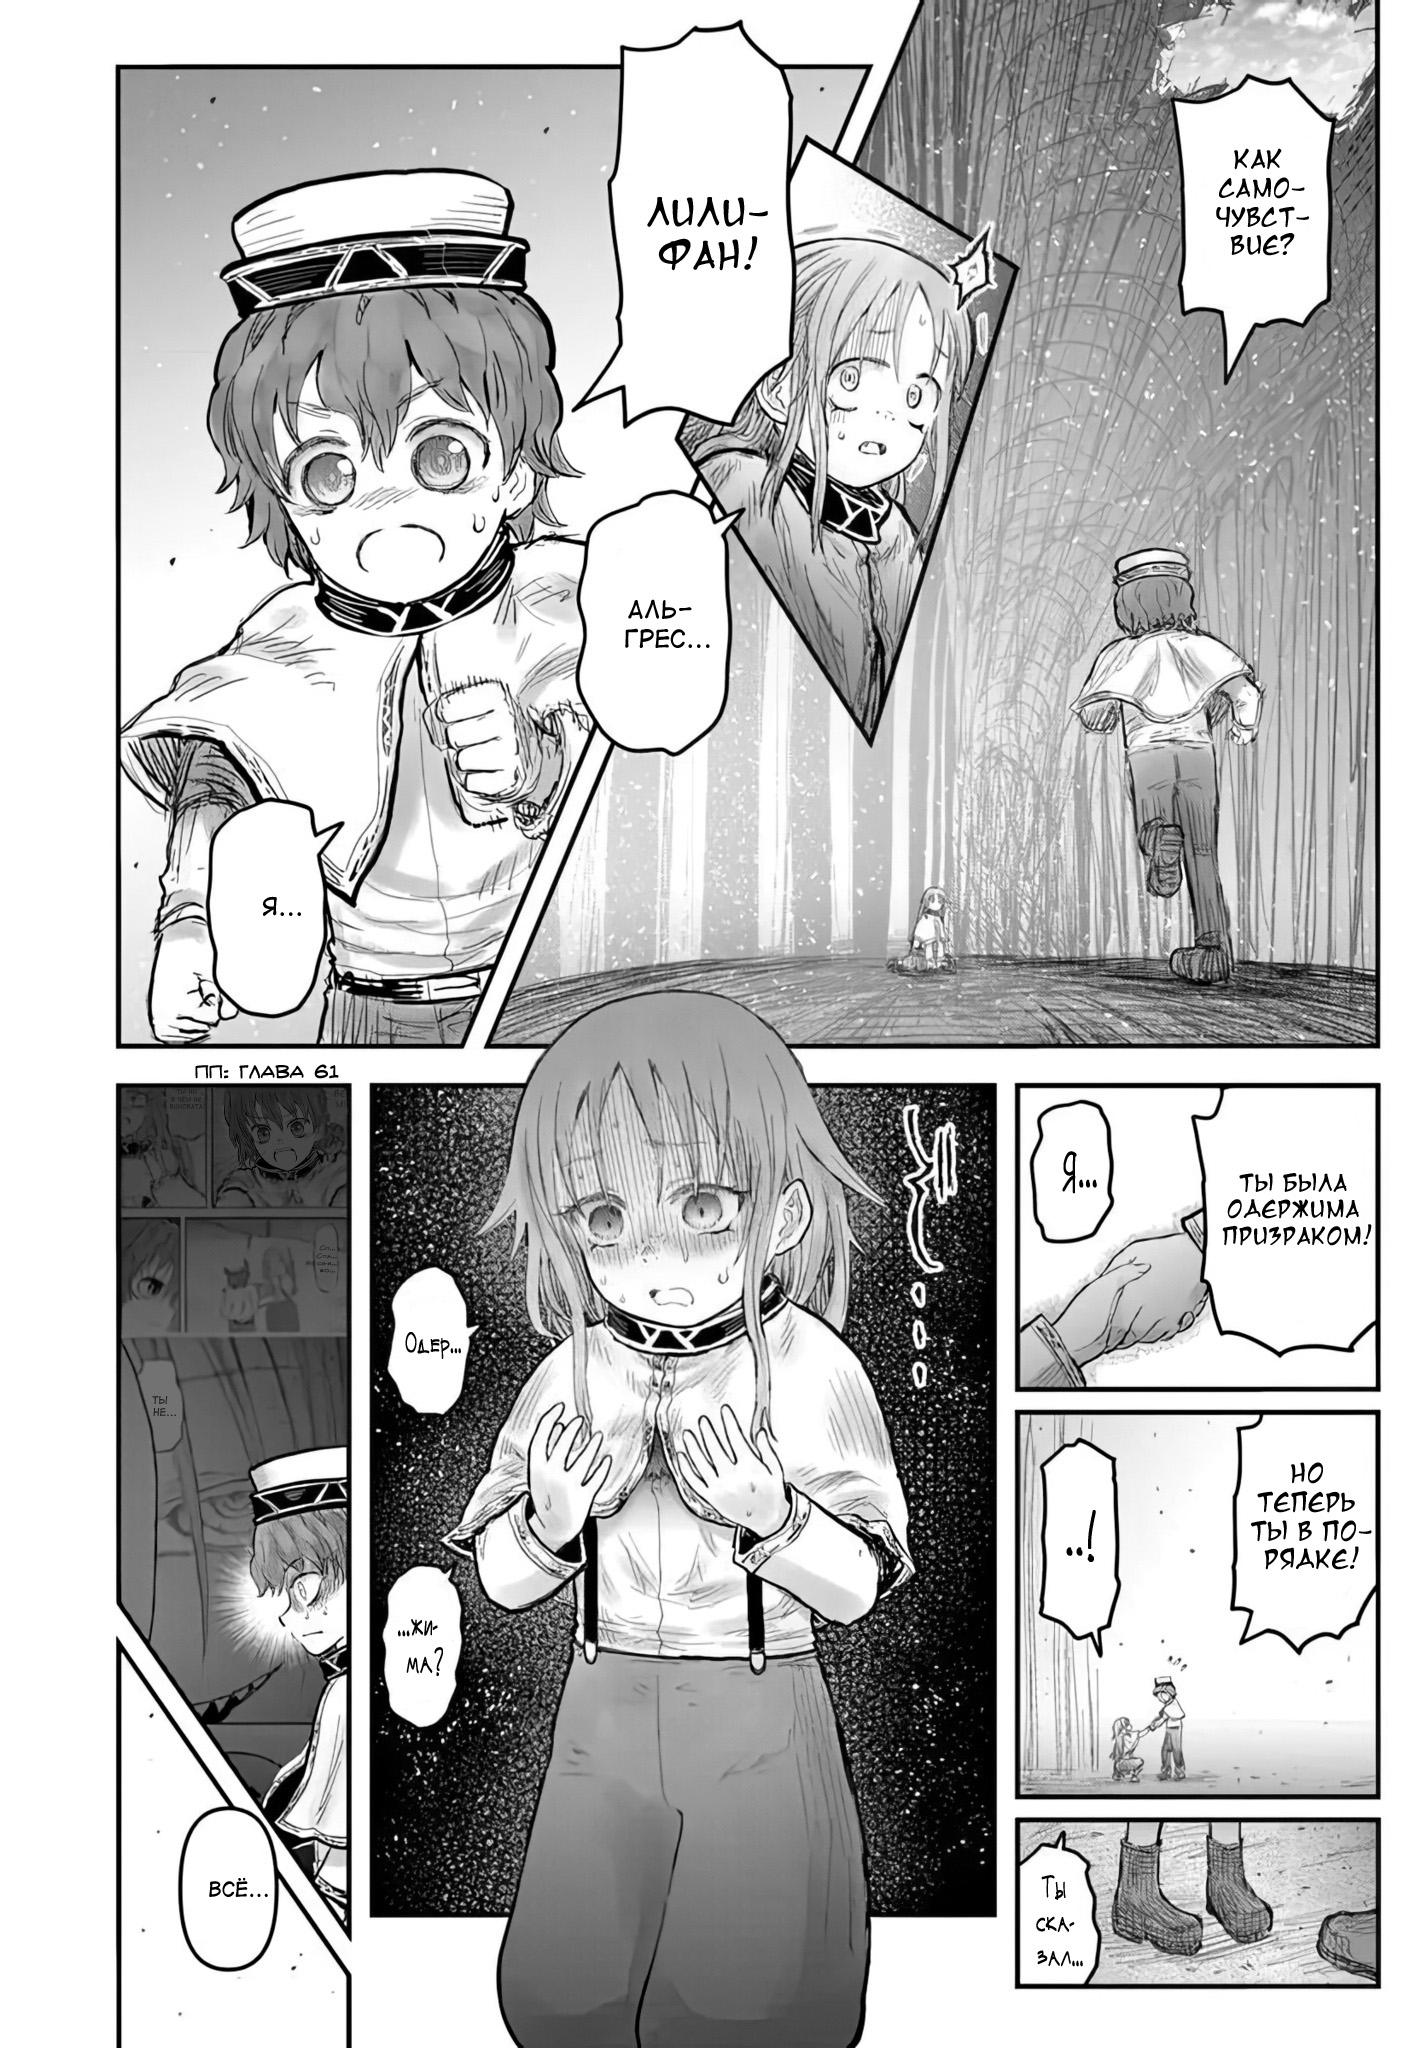 КАК
САМО-
ЧУВСТ-
ВИЕ?
ЛИЛИ-
ФАН!
АЛЬ-
ГРЕС...
Я...
ПП: ГЛАВА 61
ТЫ БЫЛА
ОДЕРЖИМА
ПРИЗРАКОМ!
Я...
НО
ТЕПЕРЬ
ТЫ В ПО-
РЯДКЕ!
..!
ТЫ
СКА-
ЗАЛ...
ОДЕР...
...ЖИ-
МА?
ТЫ
НЕ...
ВСЁ...